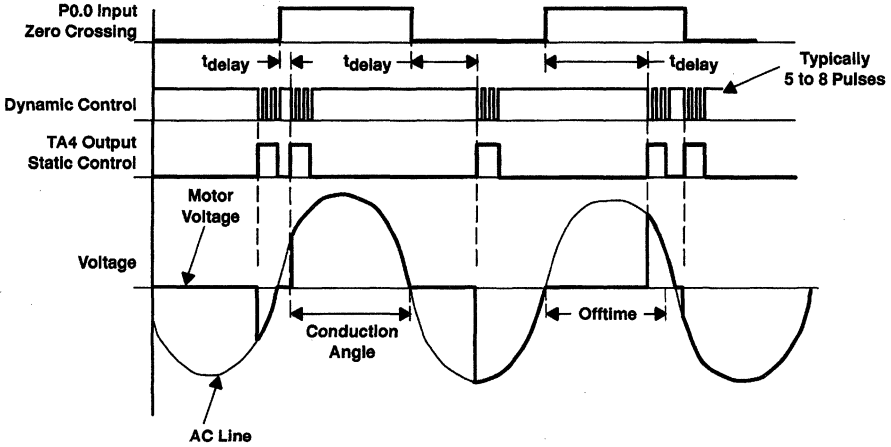 P0.0 Input
Zero Crossing
tdelay
tdelay
tdelay
Typically
5 to 8 Pulses
Dynamic Control
TA4 Output
Static Control
Motor
Voltage
Voltage
Conduction
Angle
Offtime
AC Line